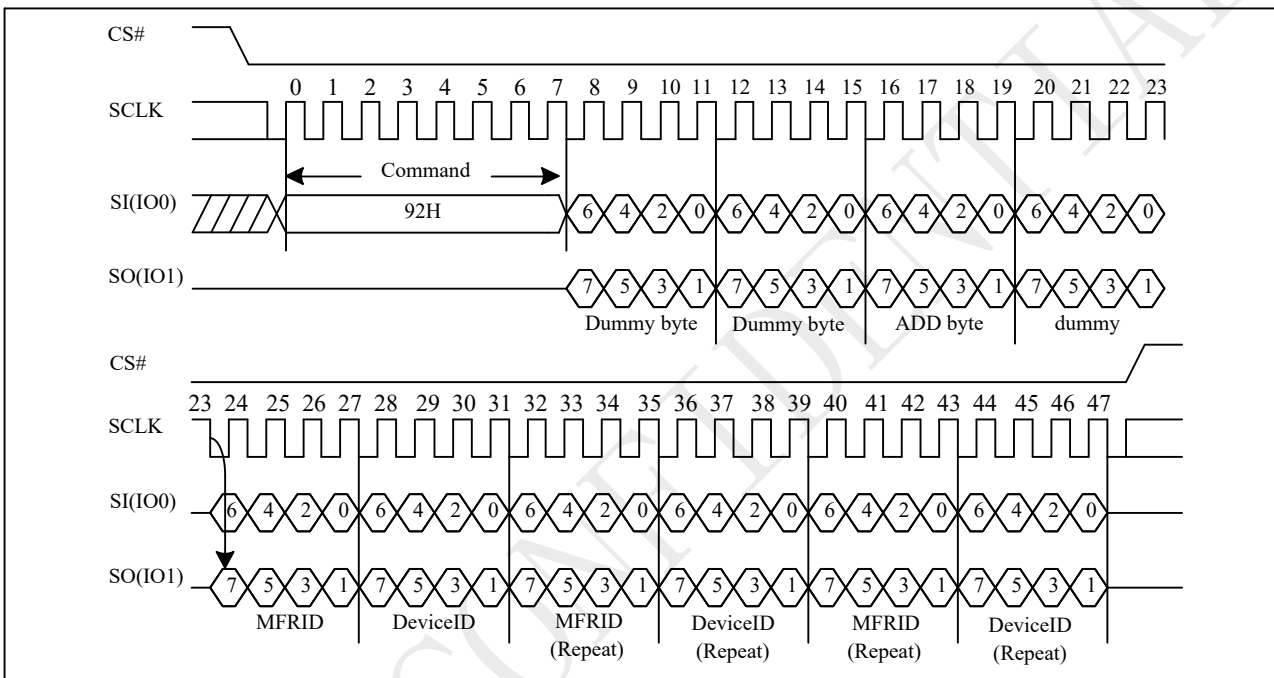 CS#
0 1 2 3 4 5 6 7 8 9 10 11 12 13 14 15 16 17 18 19 20 21 22 23
SCLK
Command
SI(IO0) 92H 6 4 2 0 6 4 2 0 6 4 2 0 6 4 2 0
SO(IO1) 7 5 3 1 7 5 3 1 7 5 3 1 7 5 3 1
Dummy byte Dummy byte ADD byte dummy
CS#
23 24 25 26 27 28 29 30 31 32 33 34 35 36 37 38 39 40 41 42 43 44 45 46 47
SCLK
SI(IO0) 6 4 2 0 6 4 2 0 6 4 2 0 6 4 2 0 6 4 2 0 6 4 2 0
SO(IO1) 7 5 3 1 7 5 3 1 7 5 3 1 7 5 3 1 7 5 3 1 7 5 3 1
MFRID DeviceID MFRID DeviceID MFRID DeviceID
(Repeat) (Repeat) (Repeat) (Repeat)
CONFIDENTIAL